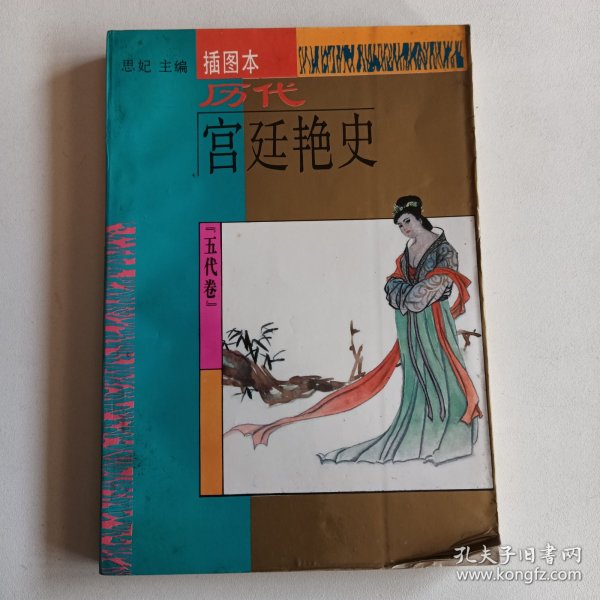 思妃 主编
插图本
历代
宫廷艳史
『五代卷』
孔夫子旧书网
www.kongfz.com